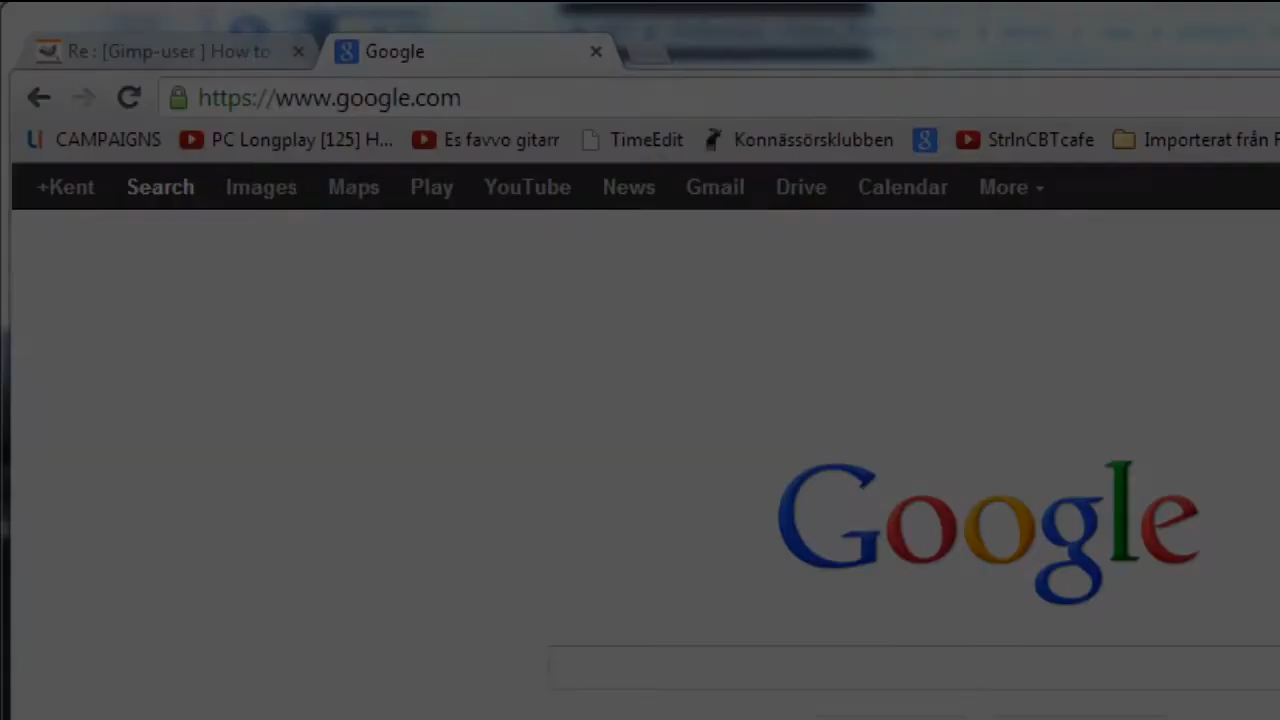 Re : [Gimp-user ] How to
Google
https://www.google.com
CAMPAIGNS PC Longplay [125] H... Es favvo gitarr TimeEdit Konnässörsklubben StrInCBTcafe Importerat från
+Kent Search Images Maps Play YouTube News Gmail Drive Calendar More
Google